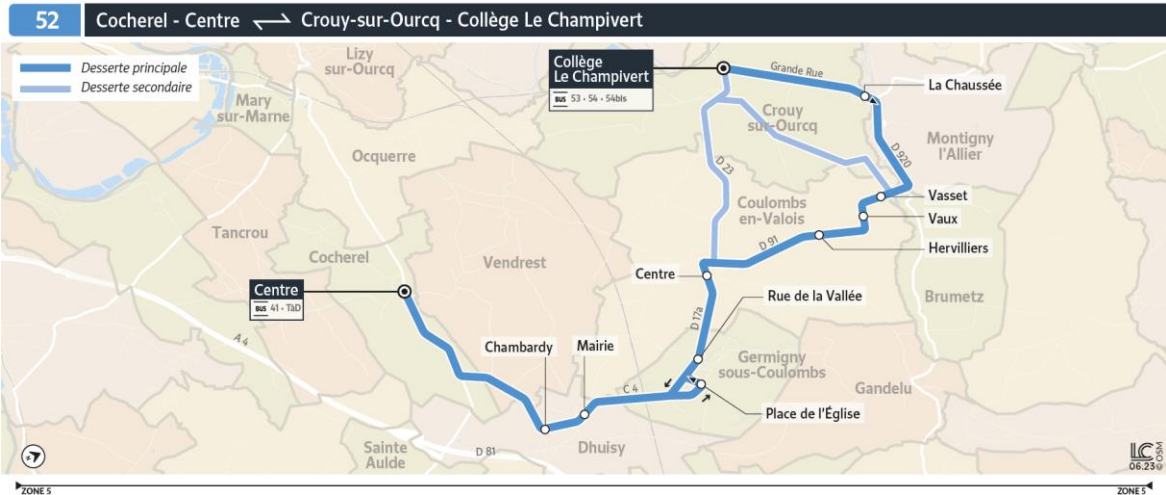 52
Cocherel - Centre
Crouy-sur-Ourcq - Collège Le Champivert
Desserte principale
Desserte secondaire
Lizy
sur-Ourcq
Mary
sur-Marne
Ocquerre
Tancrou
Cocherel
Vendrest
Collège
Le Champivert
BUS 53 • 54 • 54bis
Grande Rue
La Chaussée
Crouy
sur-Ourcq
Montigny
l'Allier
D 920
D 23
Vasset
Coulombs
en-Valois
Vaux
D 91
Hervilliers
Centre
BUS 41 • TàD
Centre
Rue de la Vallée
Brumetz
D 17a
A 4
Chambardy
Mairie
Germigny
sous-Coulombs
C 4
Gandelu
Place de l'Église
Sainte
Aulde
D 81
Dhuisy
LC
06.23
© OSM
ZONE 5
ZONE 5